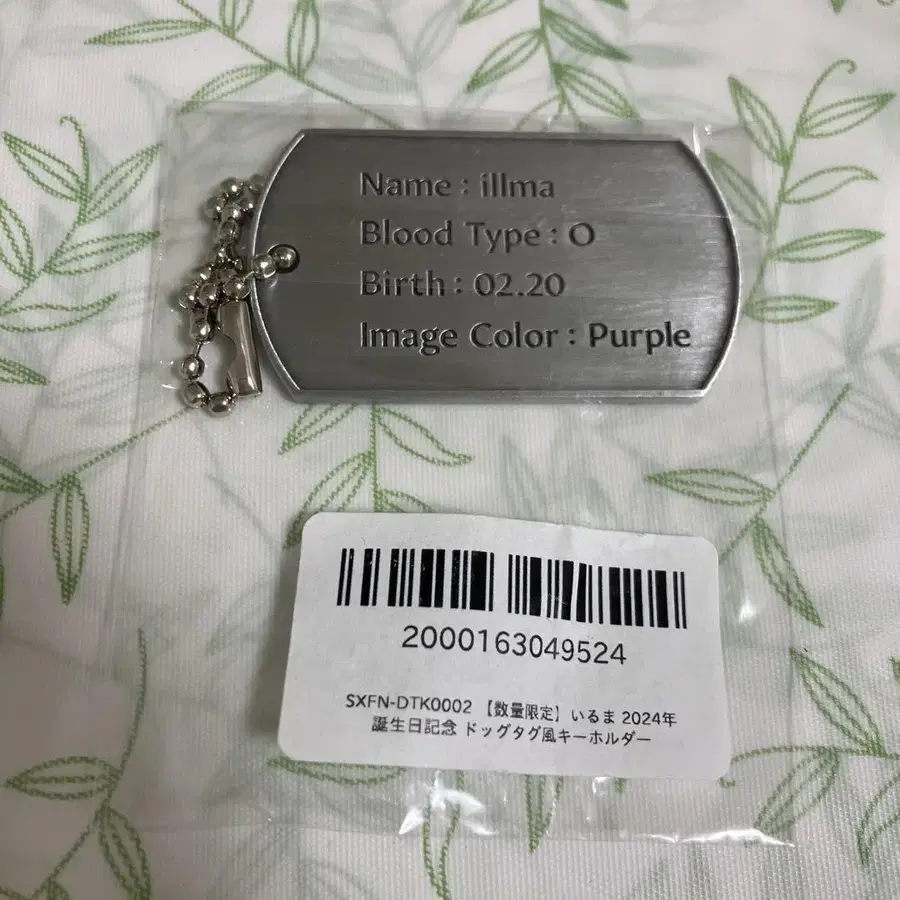 Name : illma
Blood Type : O
Birth : 02.20
Image Color : Purple
2000163049524
SXFN-DTK0002 【数量限定】いるま 2024年
誕生日記念 ドッグタグ風キーホルダー